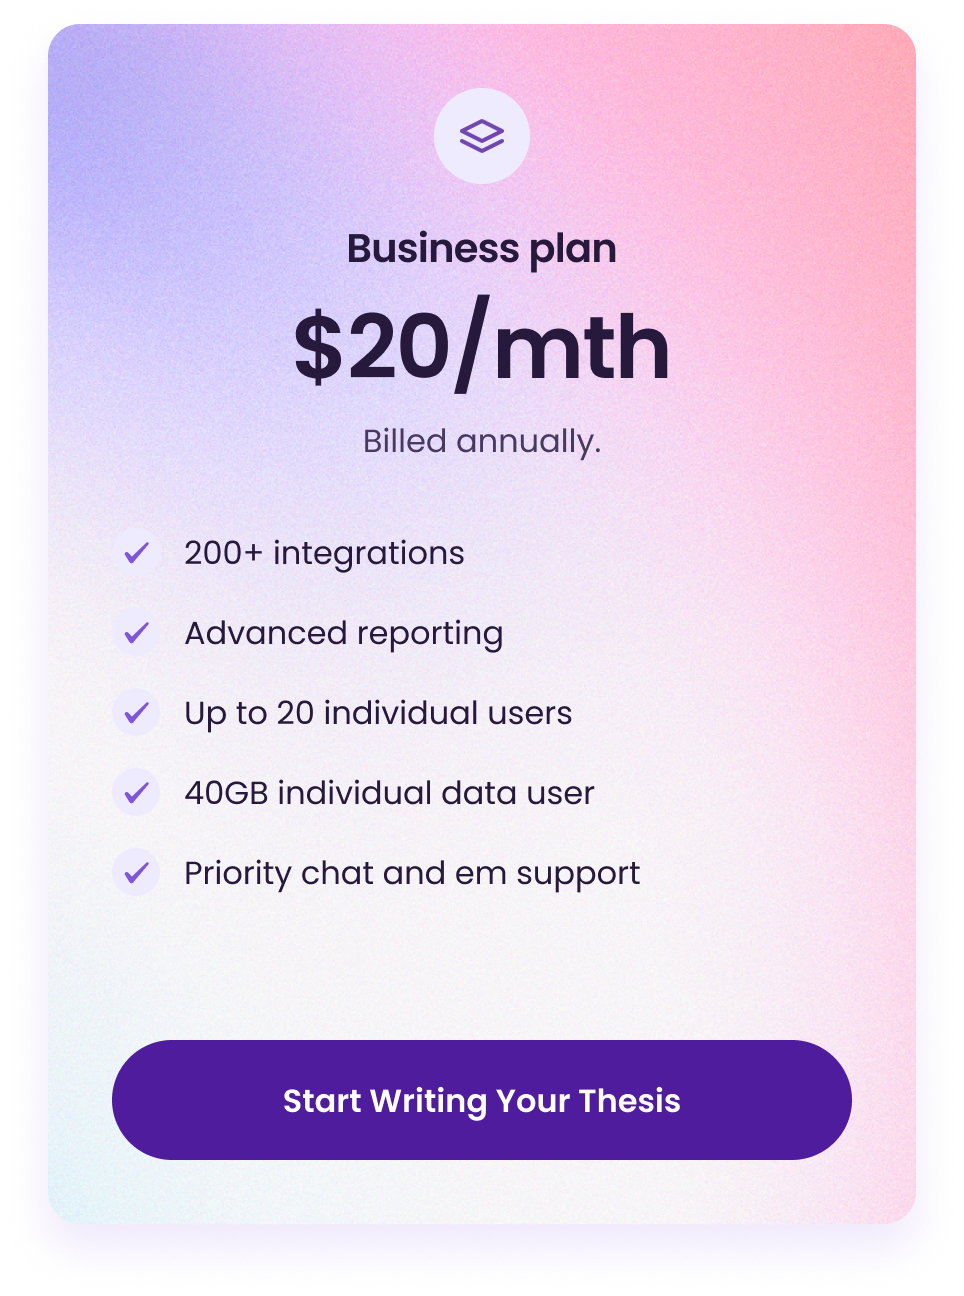 Business plan
$20/mth
Billed annually.
200+ integrations
Advanced reporting
Up to 20 individual users
40GB individual data user
Priority chat and em support
Start Writing Your Thesis